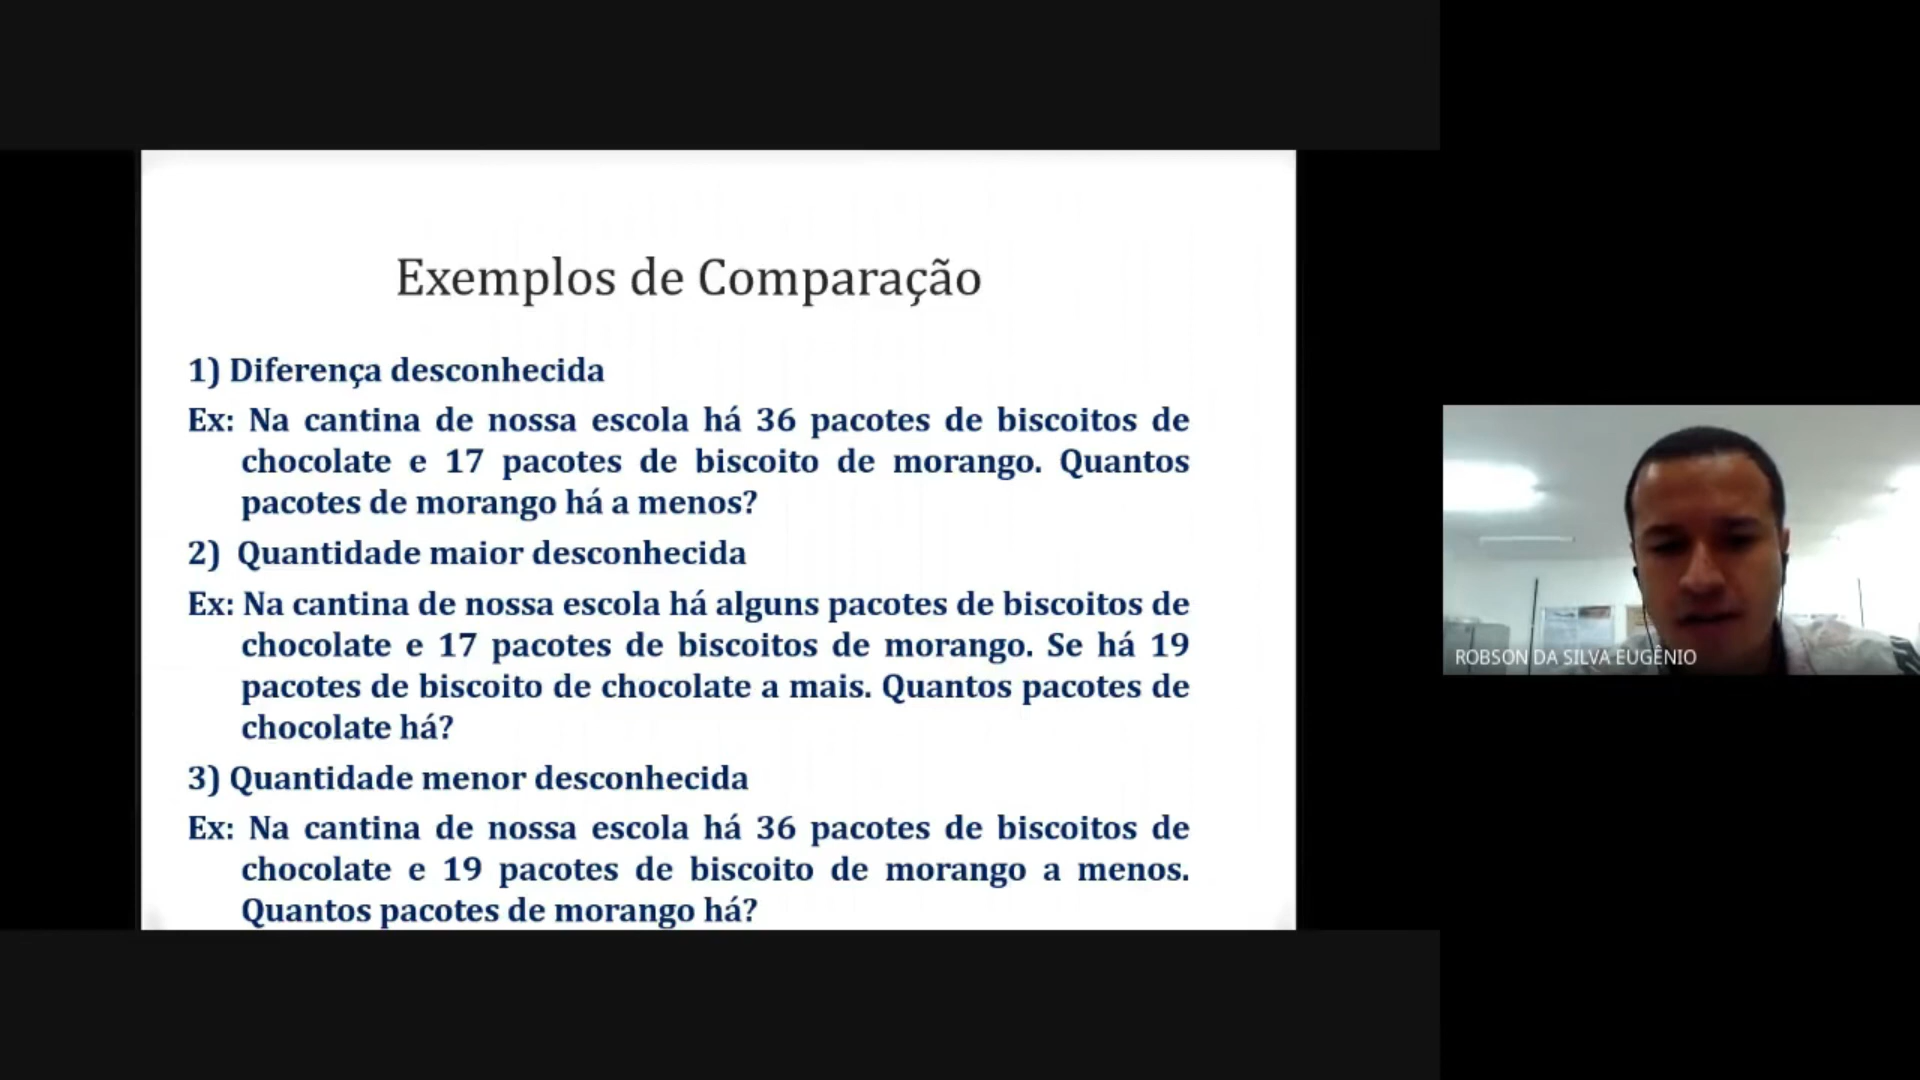 Exemplos de Comparação
1) Diferença desconhecida
Ex: Na cantina de nossa escola há 36 pacotes de biscoitos de
chocolate e 17 pacotes de biscoito de morango. Quantos
pacotes de morango há a menos?
2) Quantidade maior desconhecida
Ex: Na cantina de nossa escola há alguns pacotes de biscoitos de
chocolate e 17 pacotes de biscoitos de morango. Se há 19
pacotes de biscoito de chocolate a mais. Quantos pacotes de
chocolate há?
3) Quantidade menor desconhecida
Ex: Na cantina de nossa escola há 36 pacotes de biscoitos de
chocolate e 19 pacotes de biscoito de morango a menos.
Quantos pacotes de morango há?
ROBSON DA SILVA EUGÊNIO